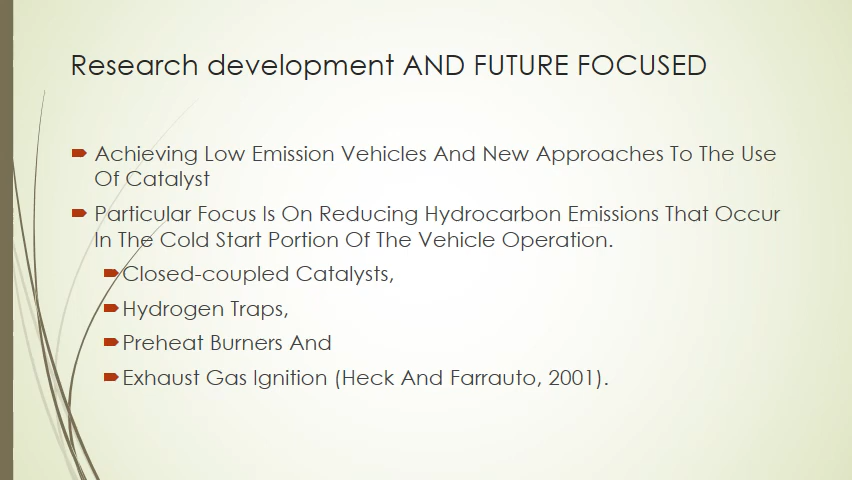 Research development AND FUTURE FOCUSED
Achieving Low Emission Vehicles And New Approaches To The Use
Of Catalyst
Particular Focus Is On Reducing Hydrocarbon Emissions That Occur
In The Cold Start Portion Of The Vehicle Operation.
Closed-coupled Catalysts,
Hydrogen Traps,
Preheat Burners And
Exhaust Gas Ignition (Heck And Farrauto, 2001).